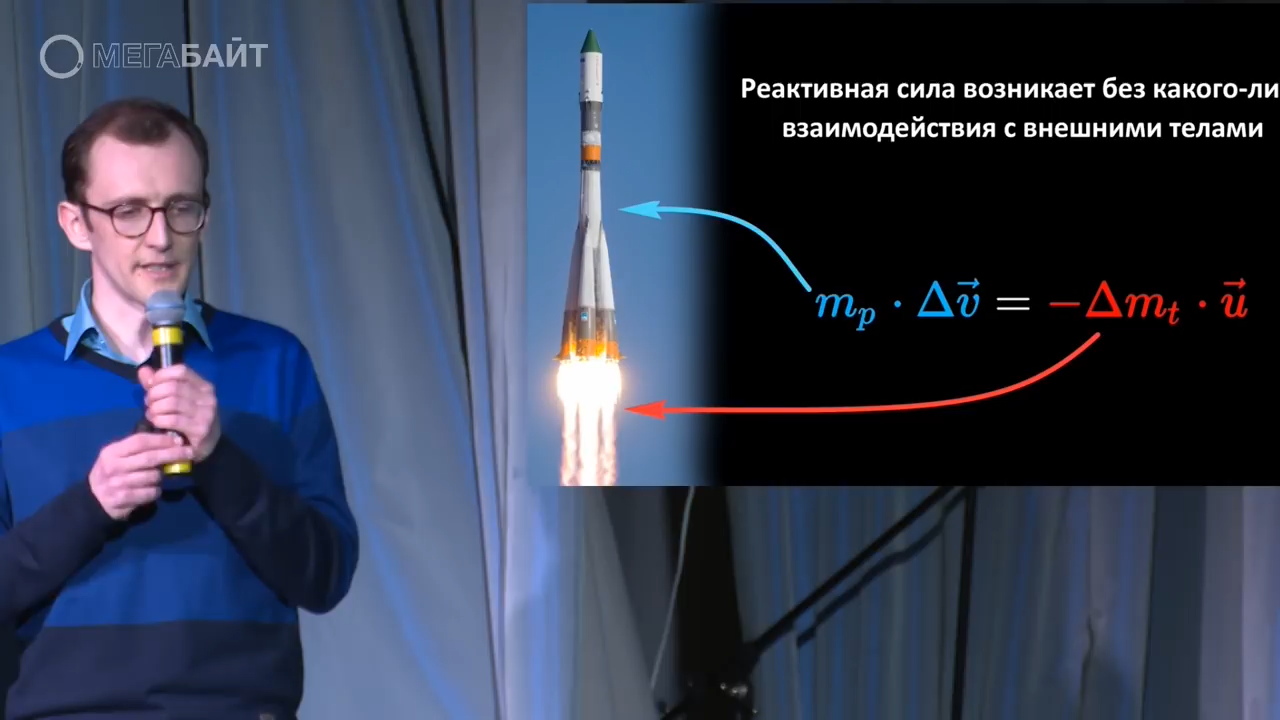 МЕГАБАЙТ
Реактивная сила возникает без какого-ли
взаимодействия с внешними телами
m_p · Δv⃗ = −Δm_t · u⃗